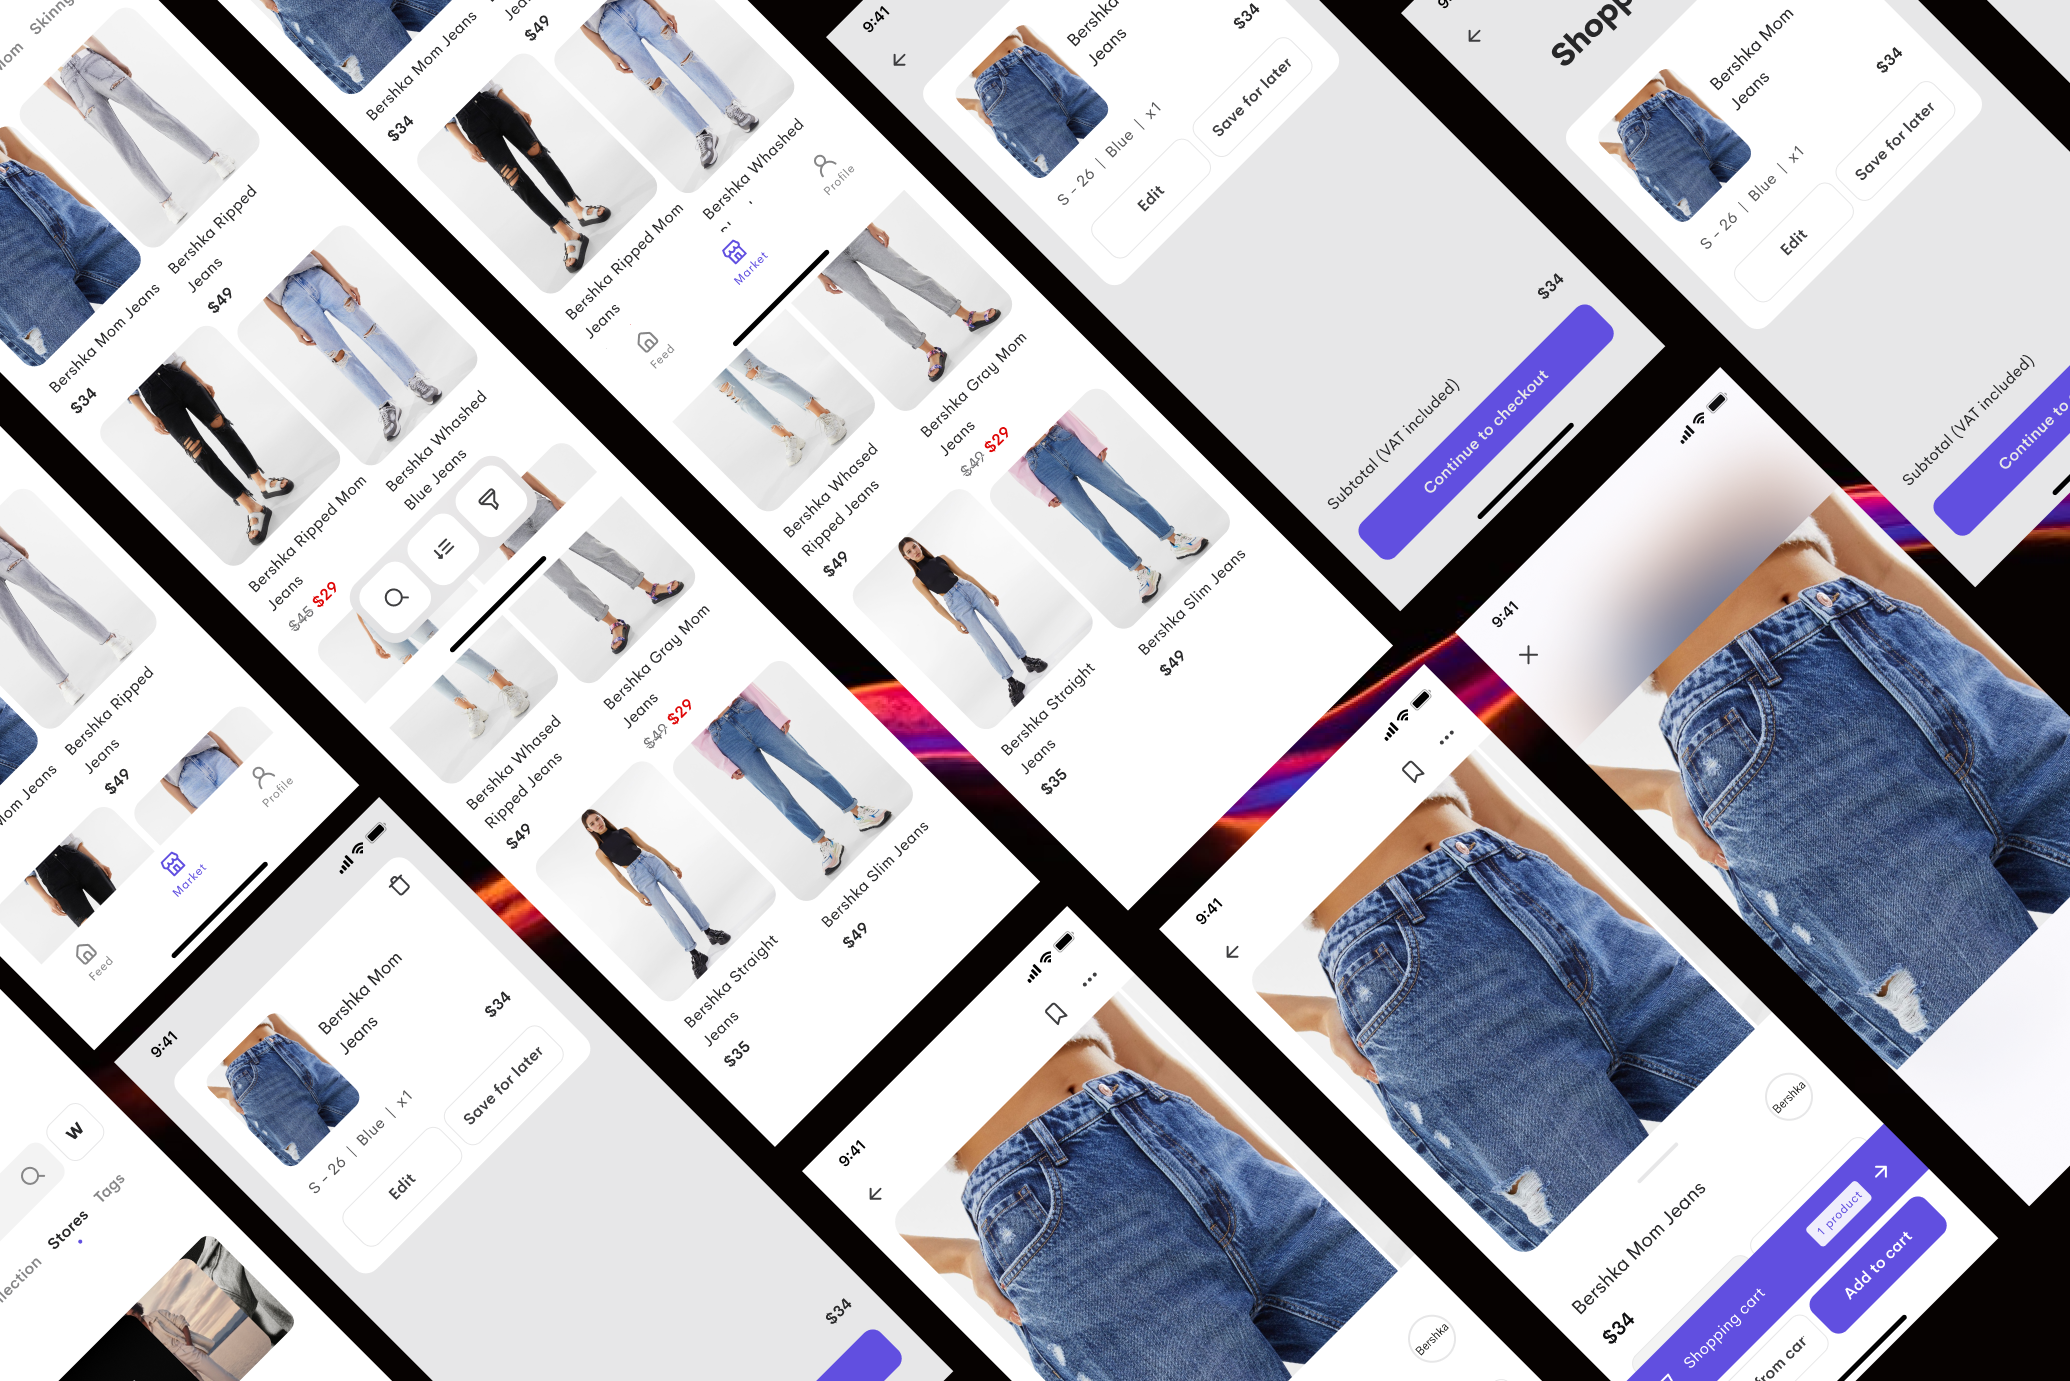 Mom
Skinny
Bershka Ripped
Jeans
$49
Bershka Mom Jeans
$34
Bershka Whashed
Blue Jeans
Bershka Ripped Mom
Jeans
$45 $29
Bershka Gray Mom
Jeans
$49 $29
Bershka Whased
Ripped Jeans
$49
Bershka Slim Jeans
$49
Bershka Straight
Jeans
$35
Bershka Mom Jeans
$34
$49
Bershka Whashed
Bershka Ripped Mom
Jeans
Profile
Market
Feed
Bershka Gray Mom
Jeans
$49 $29
Bershka Whased
Ripped Jeans
$49
Bershka Slim Jeans
$49
Bershka Straight
Jeans
$35
9:41
Bershka
Jeans
$34
S - 26 | Blue | x1
Edit
Save for later
$34
Subtotal (VAT included)
Continue to checkout
Shopp
Bershka Mom
Jeans
$34
S - 26 | Blue | x1
Edit
Save for later
Subtotal (VAT included)
Continue to
Bershka Ripped
Jeans
$49
Mom Jeans
Profile
Market
Feed
9:41
Bershka Mom
Jeans
$34
S - 26 | Blue | x1
Edit
Save for later
$34
W
Tags
Stores
lection
9:41
Bershka
9:41
Bershka
Bershka Mom Jeans
$34
Shopping cart
1 product
Add to cart
from car
9:41